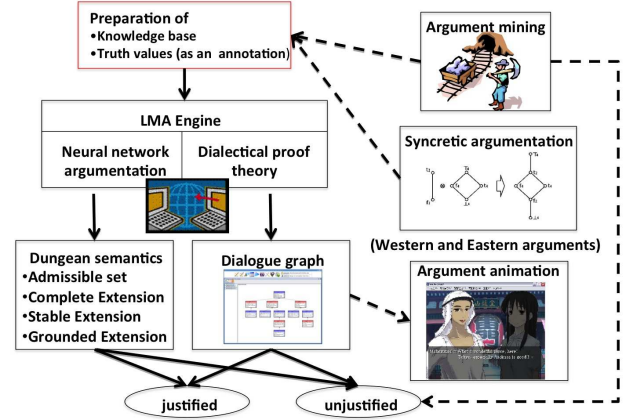 Preparation of
•Knowledge base
•Truth values (as an annotation)
Argument mining
LMA Engine
Neural network
argumentation
Dialectical proof
theory
Syncretic argumentation
(Western and Eastern arguments)
Dungean semantics
•Admissible set
•Complete Extension
•Stable Extension
•Grounded Extension
Dialogue graph
Argument animation
justified
unjustified